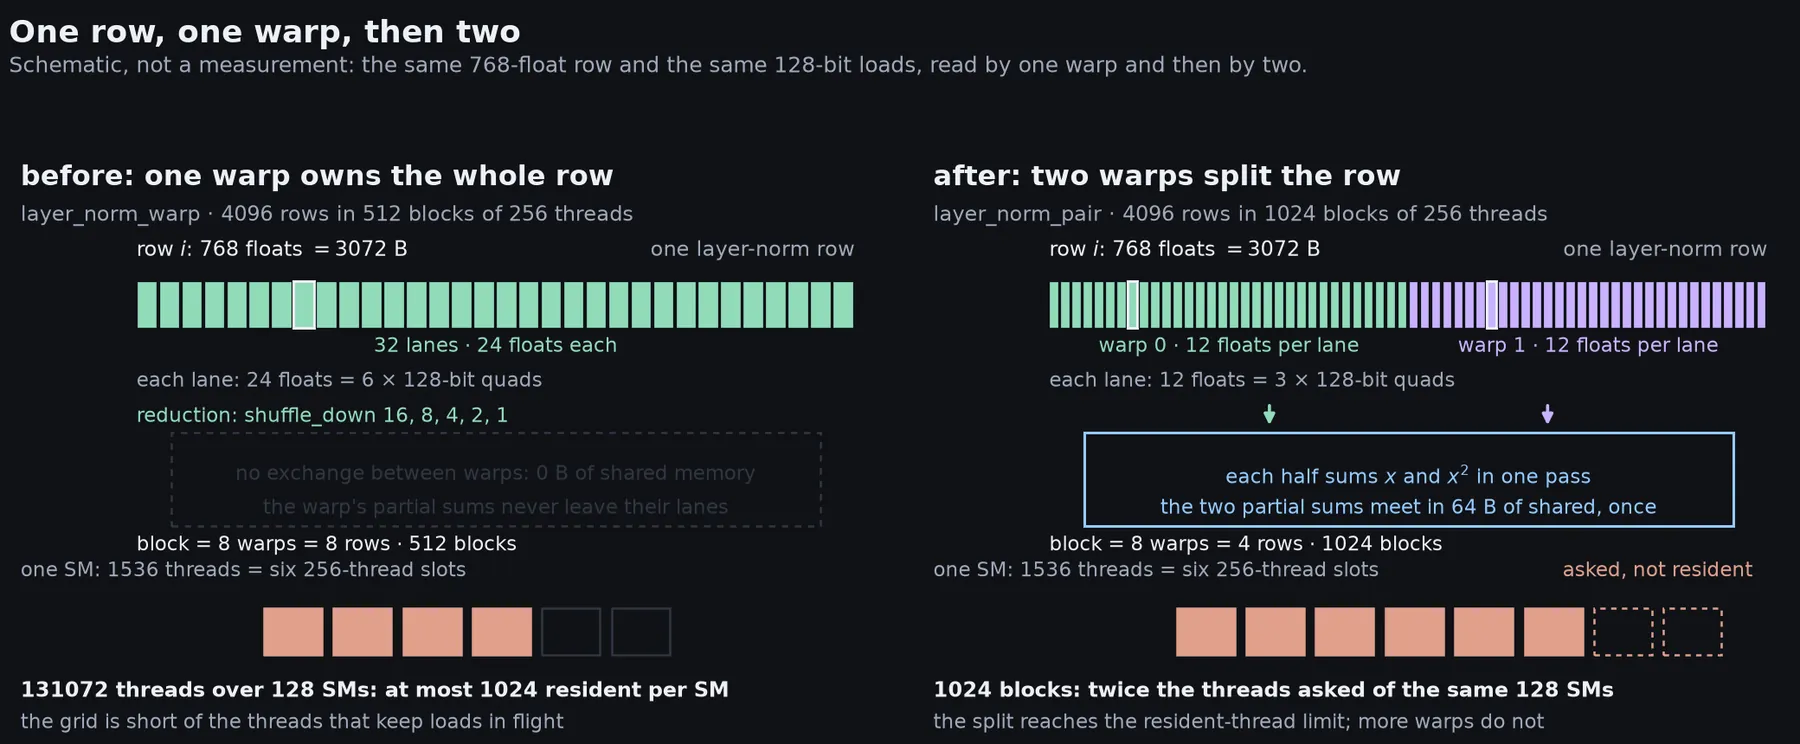 One row, one warp, then two
Schematic, not a measurement: the same 768-float row and the same 128-bit loads, read by one warp and then by two.
before: one warp owns the whole row
layer_norm_warp · 4096 rows in 512 blocks of 256 threads
row i: 768 floats = 3072 B
one layer-norm row
32 lanes · 24 floats each
each lane: 24 floats = 6 × 128-bit quads
reduction: shuffle_down 16, 8, 4, 2, 1
no exchange between warps: 0 B of shared memory
the warp's partial sums never leave their lanes
block = 8 warps = 8 rows · 512 blocks
one SM: 1536 threads = six 256-thread slots
131072 threads over 128 SMs: at most 1024 resident per SM
the grid is short of the threads that keep loads in flight
after: two warps split the row
layer_norm_pair · 4096 rows in 1024 blocks of 256 threads
row i: 768 floats = 3072 B
one layer-norm row
warp 0 · 12 floats per lane
warp 1 · 12 floats per lane
each lane: 12 floats = 3 × 128-bit quads
each half sums x and x² in one pass
the two partial sums meet in 64 B of shared, once
block = 8 warps = 4 rows · 1024 blocks
one SM: 1536 threads = six 256-thread slots
asked, not resident
1024 blocks: twice the threads asked of the same 128 SMs
the split reaches the resident-thread limit; more warps do not